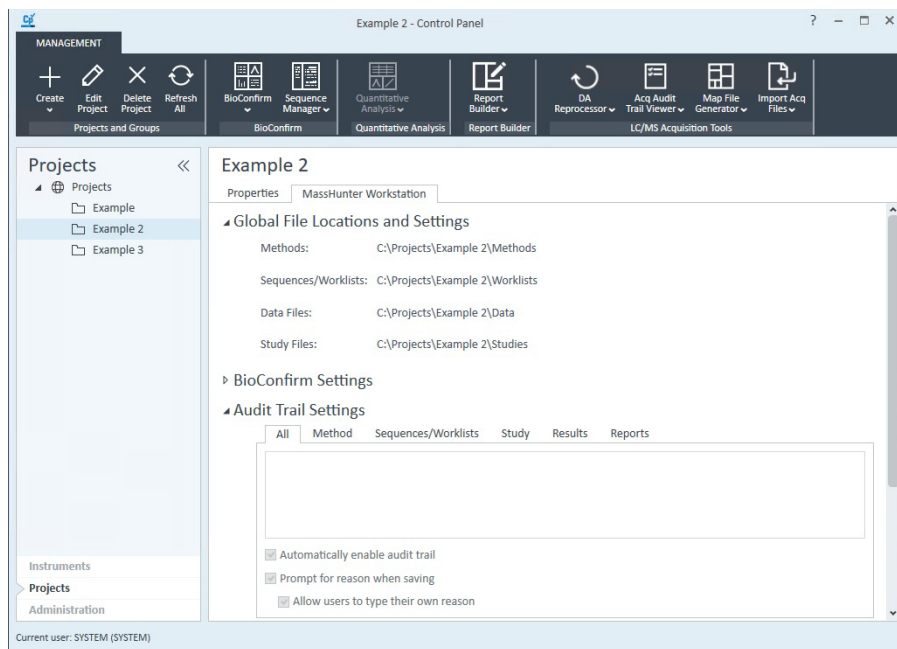 Cp
Example 2 - Control Panel
?
MANAGEMENT
Create
Edit Project
Delete Project
Refresh All
BioConfirm
Sequence Manager
Quantitative Analysis
Report Builder
DA Reprocessor
Acq Audit Trail Viewer
Map File Generator
Import Acq Files
Projects and Groups
BioConfirm
Quantitative Analysis
Report Builder
LC/MS Acquisition Tools
Projects
Projects
Example
Example 2
Example 3
Instruments
Projects
Administration
Example 2
Properties MassHunter Workstation
Global File Locations and Settings
Methods: C:\Projects\Example 2\Methods
Sequences/Worklists: C:\Projects\Example 2\Worklists
Data Files: C:\Projects\Example 2\Data
Study Files: C:\Projects\Example 2\Studies
BioConfirm Settings
Audit Trail Settings
All Method Sequences/Worklists Study Results Reports
Automatically enable audit trail
Prompt for reason when saving
Allow users to type their own reason
Current user: SYSTEM (SYSTEM)